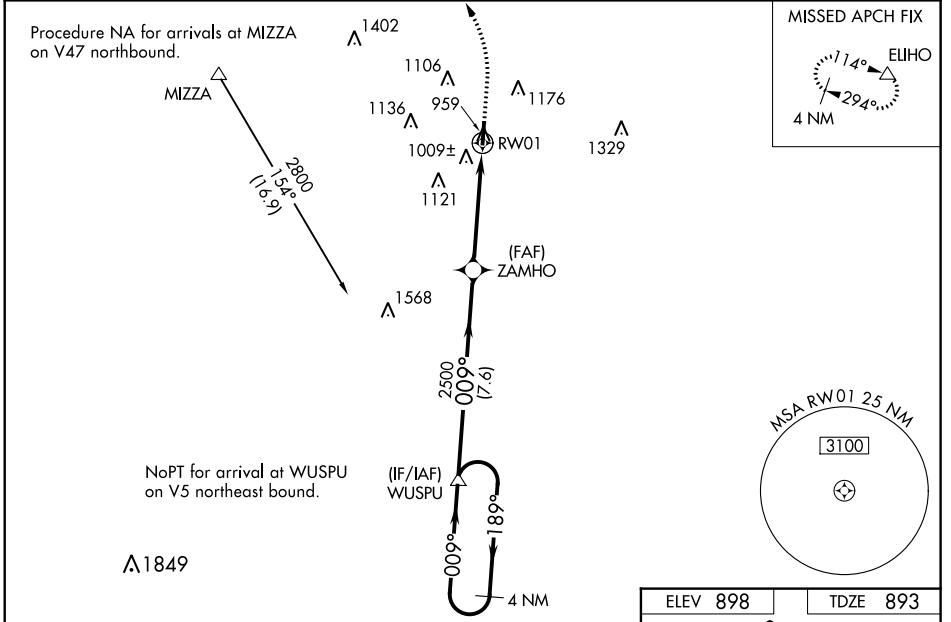 Procedure NA for arrivals at MIZZA
on V47 northbound.
MIZZA
2800
154°
(16.9)
1402
1106
1136
959
1176
1009±
RW01
1329
1121
MISSED APCH FIX
ELIHO
114°
294°
4 NM
(FAF)
ZAMHO
1568
2500
009°
(7.6)
NoPT for arrival at WUSPU
on V5 northeast bound.
(IF/IAF)
WUSPU
009°
189°
4 NM
1849
MSA RW01 25 NM
3100
ELEV 898
TDZE 893